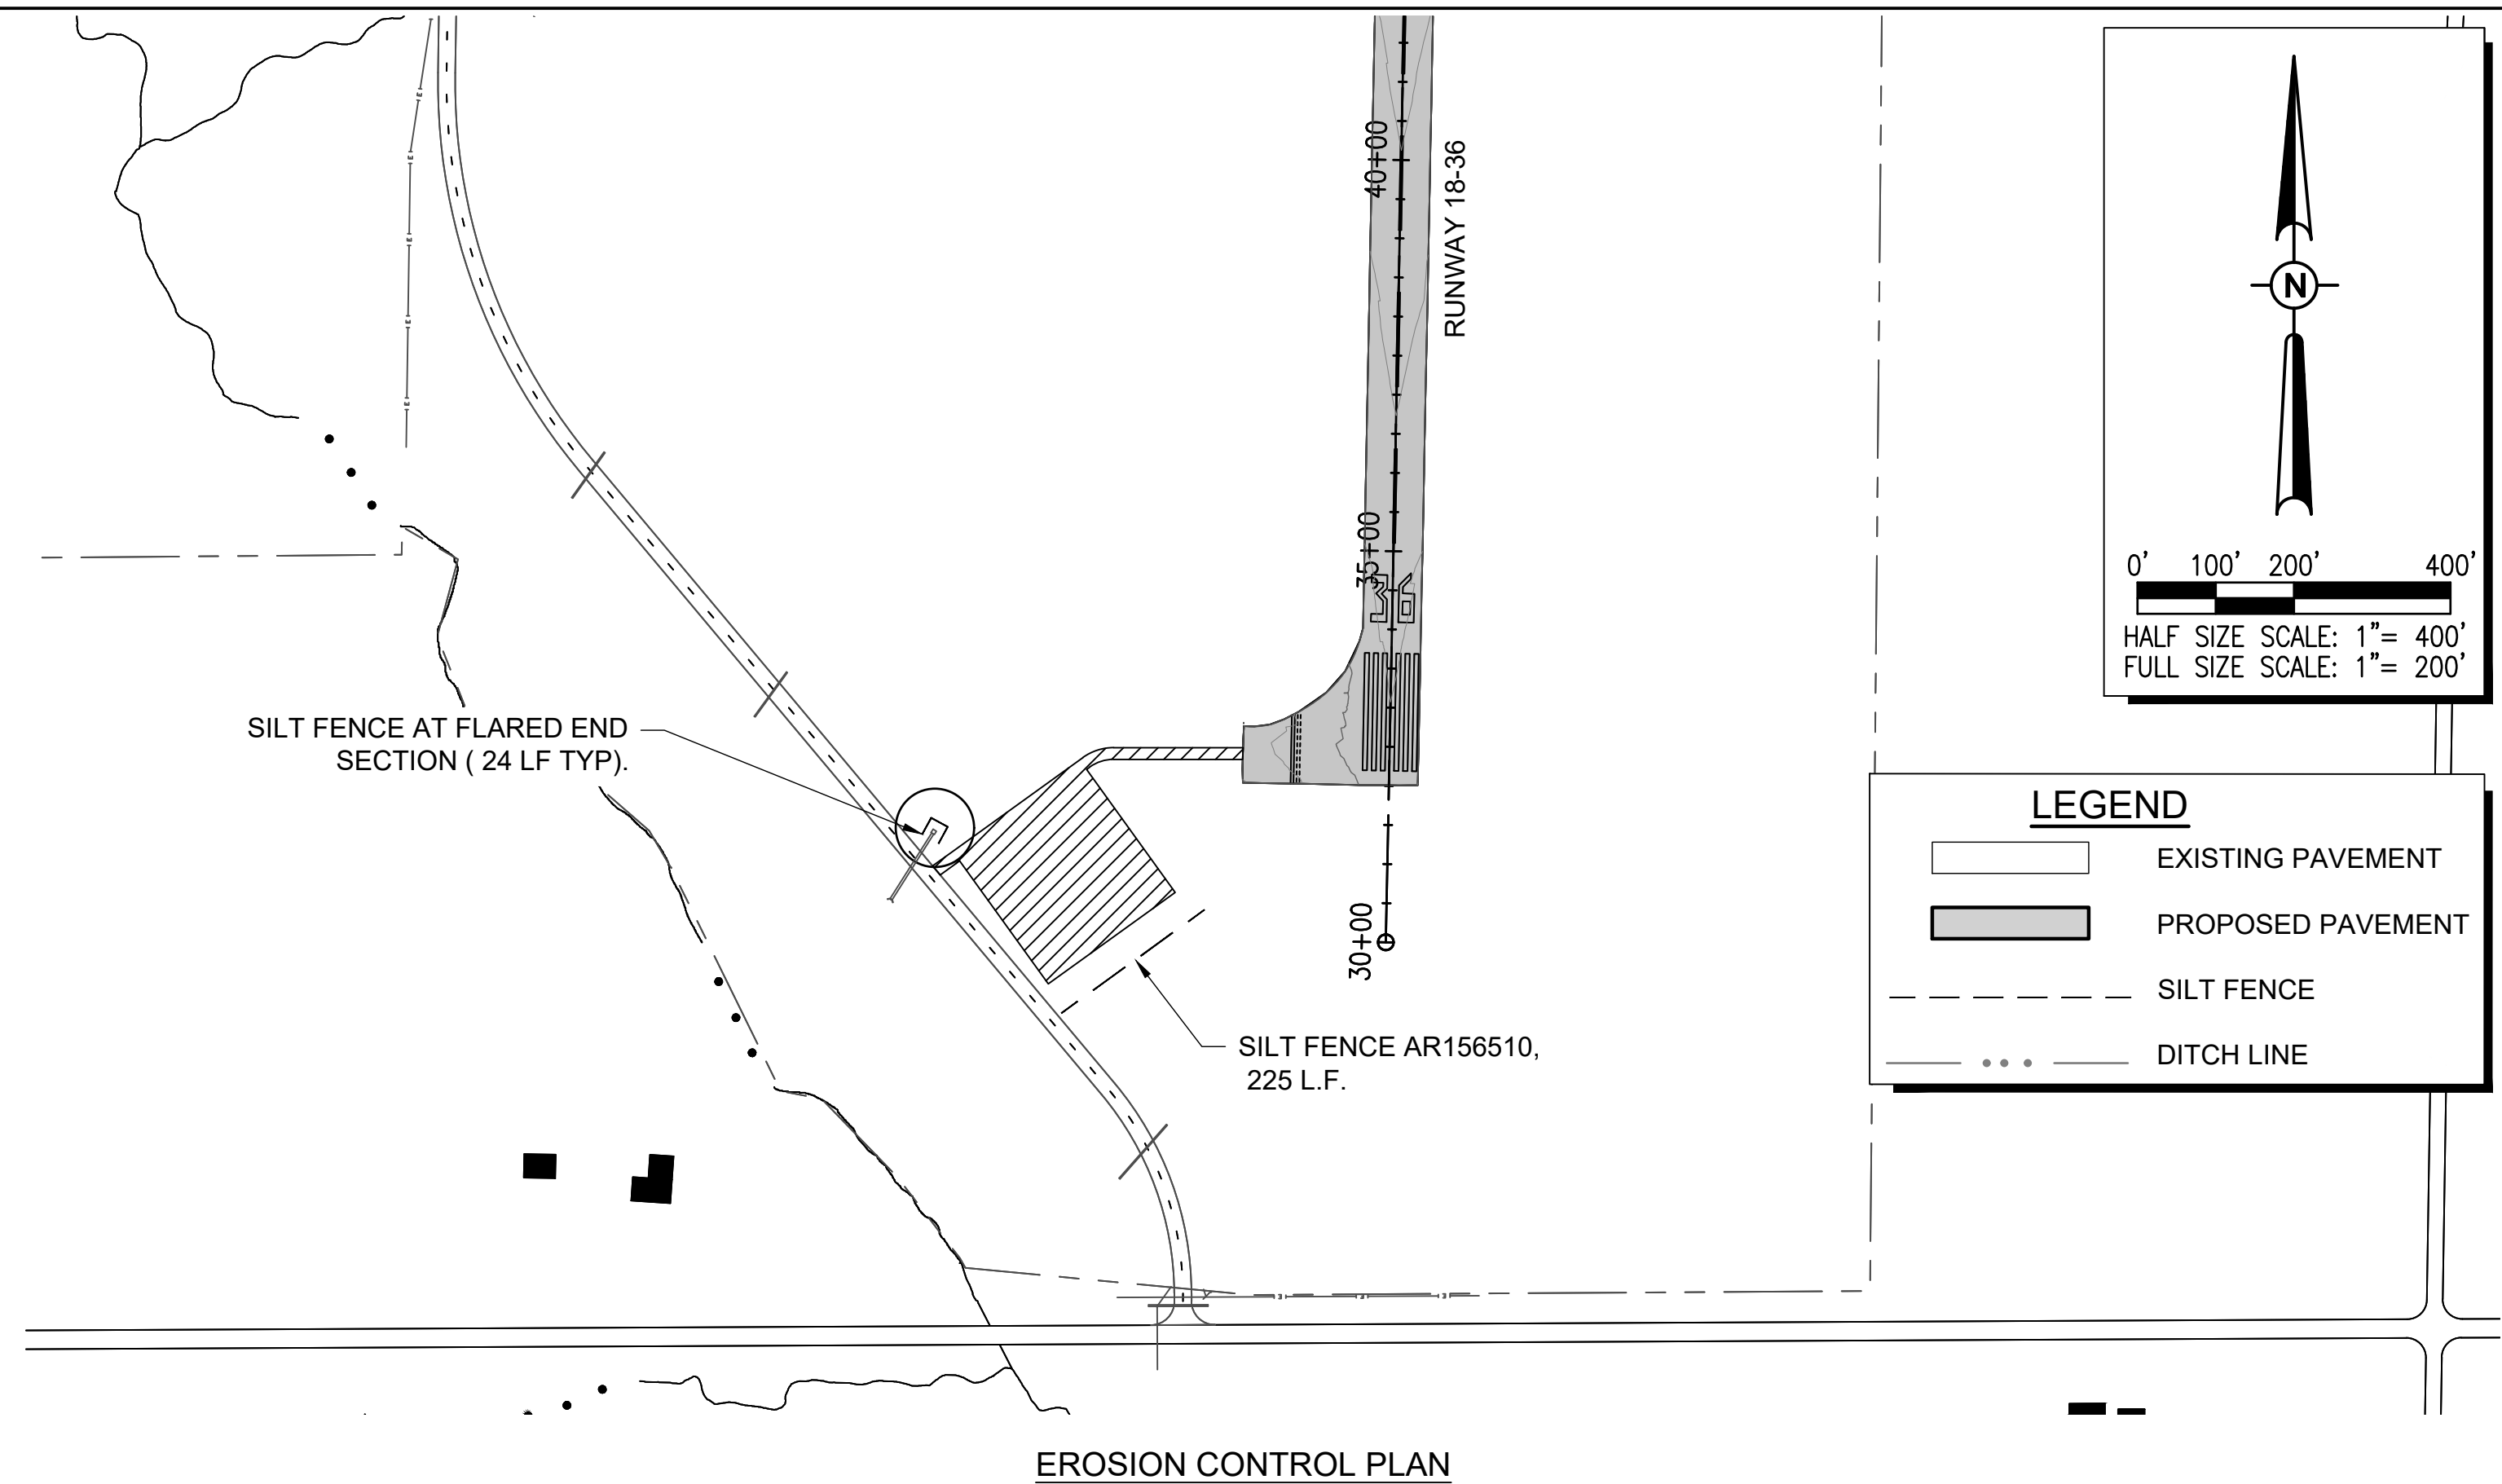 40+00
RUNWAY 18-36
35+00
36
30+00
N
0' 100' 200' 400'
HALF SIZE SCALE: 1"= 400'
FULL SIZE SCALE: 1"= 200'
SILT FENCE AT FLARED END
SECTION ( 24 LF TYP).
SILT FENCE AR156510,
225 L.F.
LEGEND
EXISTING PAVEMENT
PROPOSED PAVEMENT
SILT FENCE
DITCH LINE
EROSION CONTROL PLAN